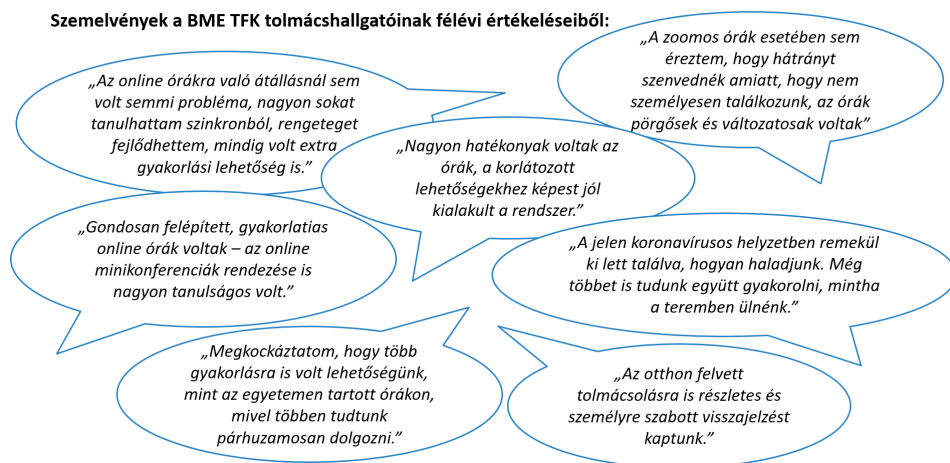 Szemelvények a BME TFK tolmácshallgatóinak félévi értékeléseiből:
„Az online órákra való átállásnál sem
volt semmi probléma, nagyon sokat
tanulhattam szinkronból, rengeteget
fejlődhettem, mindig volt extra
gyakorlási lehetőség is.”
„A zoomos órák esetében sem
éreztem, hogy hátrányt
szenvednék amiatt, hogy nem
személyesen találkozunk, az órák
pörgősek és változatosak voltak”
„Nagyon hatékonyak voltak az
órák, a korlátozott
lehetőségekhez képest jól
kialakult a rendszer.”
„Gondosan felépített, gyakorlatias
online órák voltak – az online
minikonferenciák rendezése is
nagyon tanulságos volt.”
„A jelen koronavírusos helyzetben remekül
ki lett találva, hogyan haladjunk. Még
többet is tudunk együtt gyakorolni, mintha
a teremben ülnénk.”
„Megkockáztatom, hogy több
gyakorlásra is volt lehetőségünk,
mint az egyetemen tartott órákon,
mivel többen tudtunk
párhuzamosan dolgozni.”
„Az otthon felvett
tolmácsolásra is részletes és
személyre szabott visszajelzést
kaptunk.”